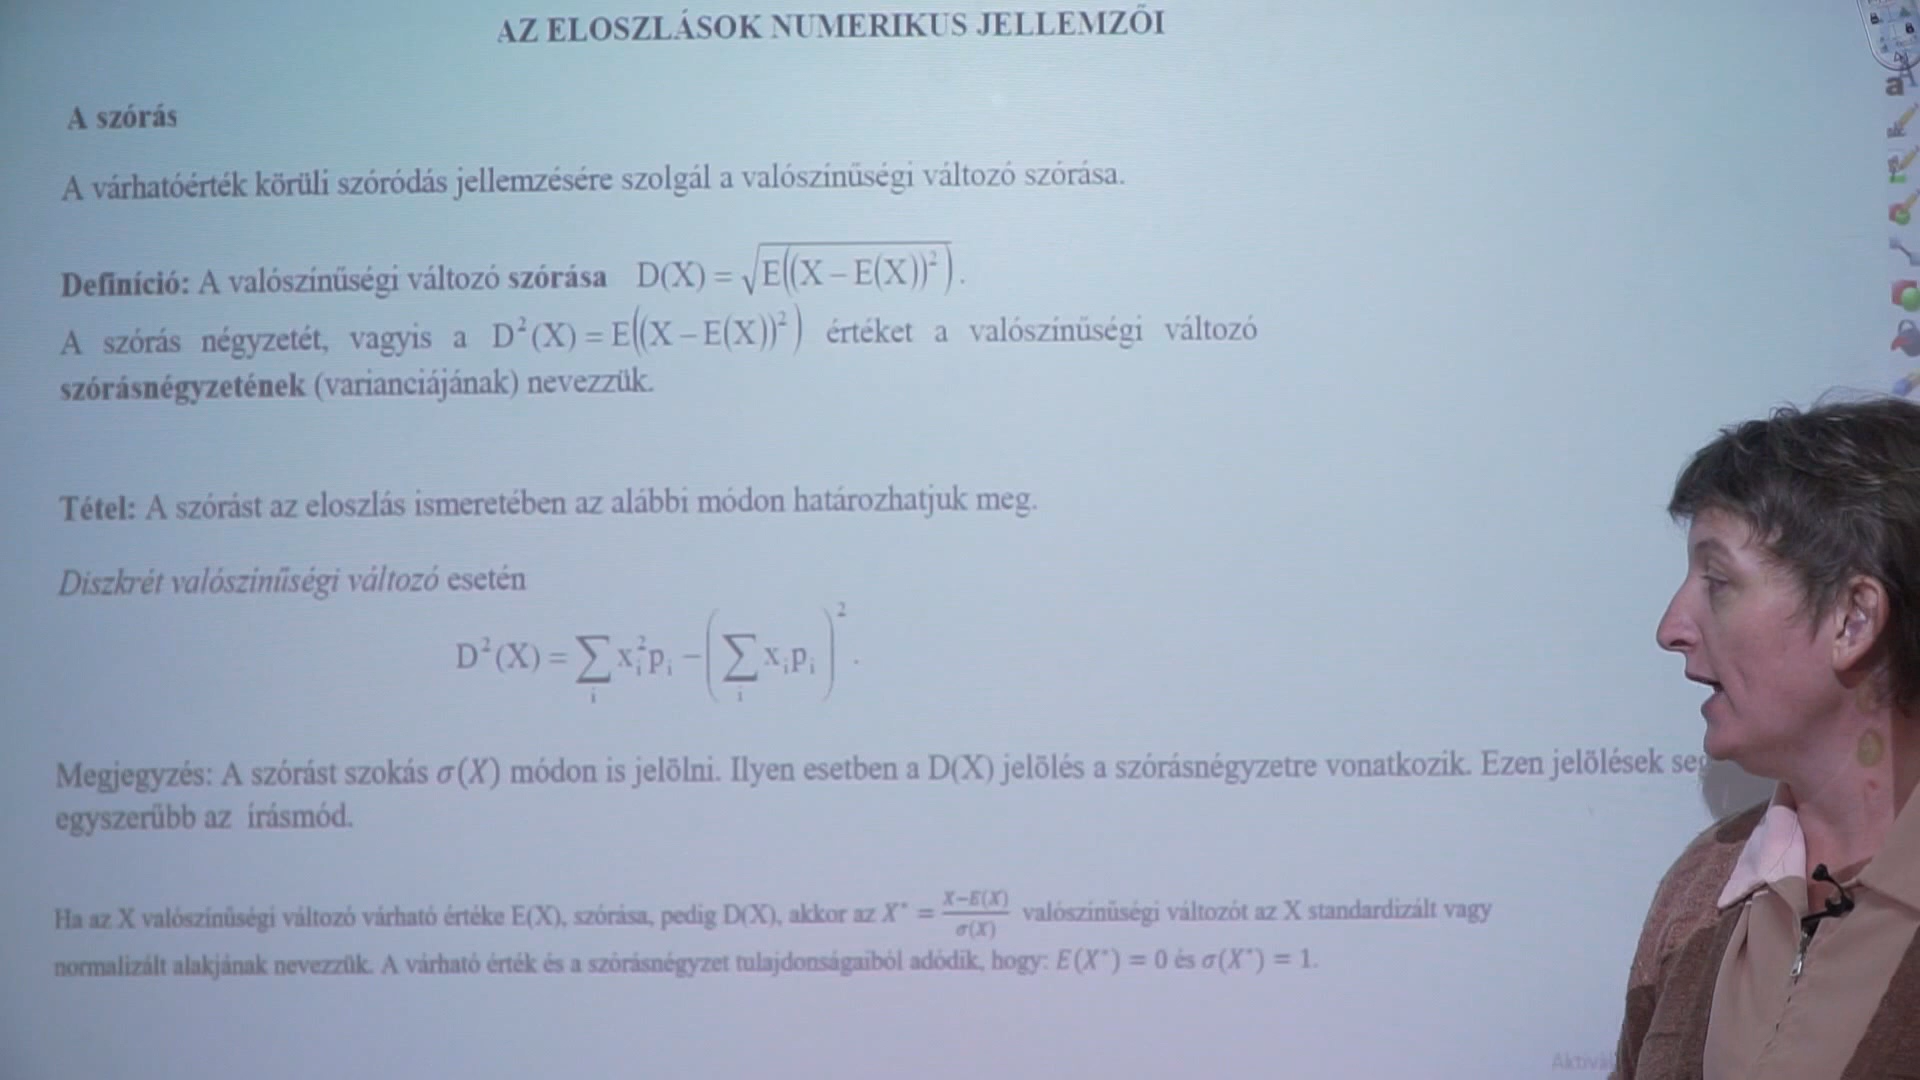 AZ ELOSZLÁSOK NUMERIKUS JELLEMZŐI
A szórás
A várhatóérték körüli szóródás jellemzésére szolgál a valószínűségi változó szórása.
Definíció: A valószínűségi változó szórása D(X) = √E((X – E(X))²).
A szórás négyzetét, vagyis a D²(X) = E((X – E(X))²) értéket a valószínűségi változó
szórásnégyzetének (varianciájának) nevezzük.
Tétel: A szórást az eloszlás ismeretében az alábbi módon határozhatjuk meg.
Diszkrét valószínűségi változó esetén
D²(X) = ∑ᵢ xᵢ²pᵢ – (∑ᵢ xᵢpᵢ)².
Megjegyzés: A szórást szokás σ(X) módon is jelölni. Ilyen esetben a D(X) jelölés a szórásnégyzetre vonatkozik. Ezen jelölések
egyszerűbb az írásmód.
Ha az X valószínűségi változó várható értéke E(X), szórása, pedig D(X), akkor az X* = (X−E(X))/σ(X) valószínűségi változót az X standardizált vagy
normalizált alakjának nevezzük. A várható érték és a szórásnégyzet tulajdonságaiból adódik, hogy: E(X*) = 0 és σ(X*) = 1.